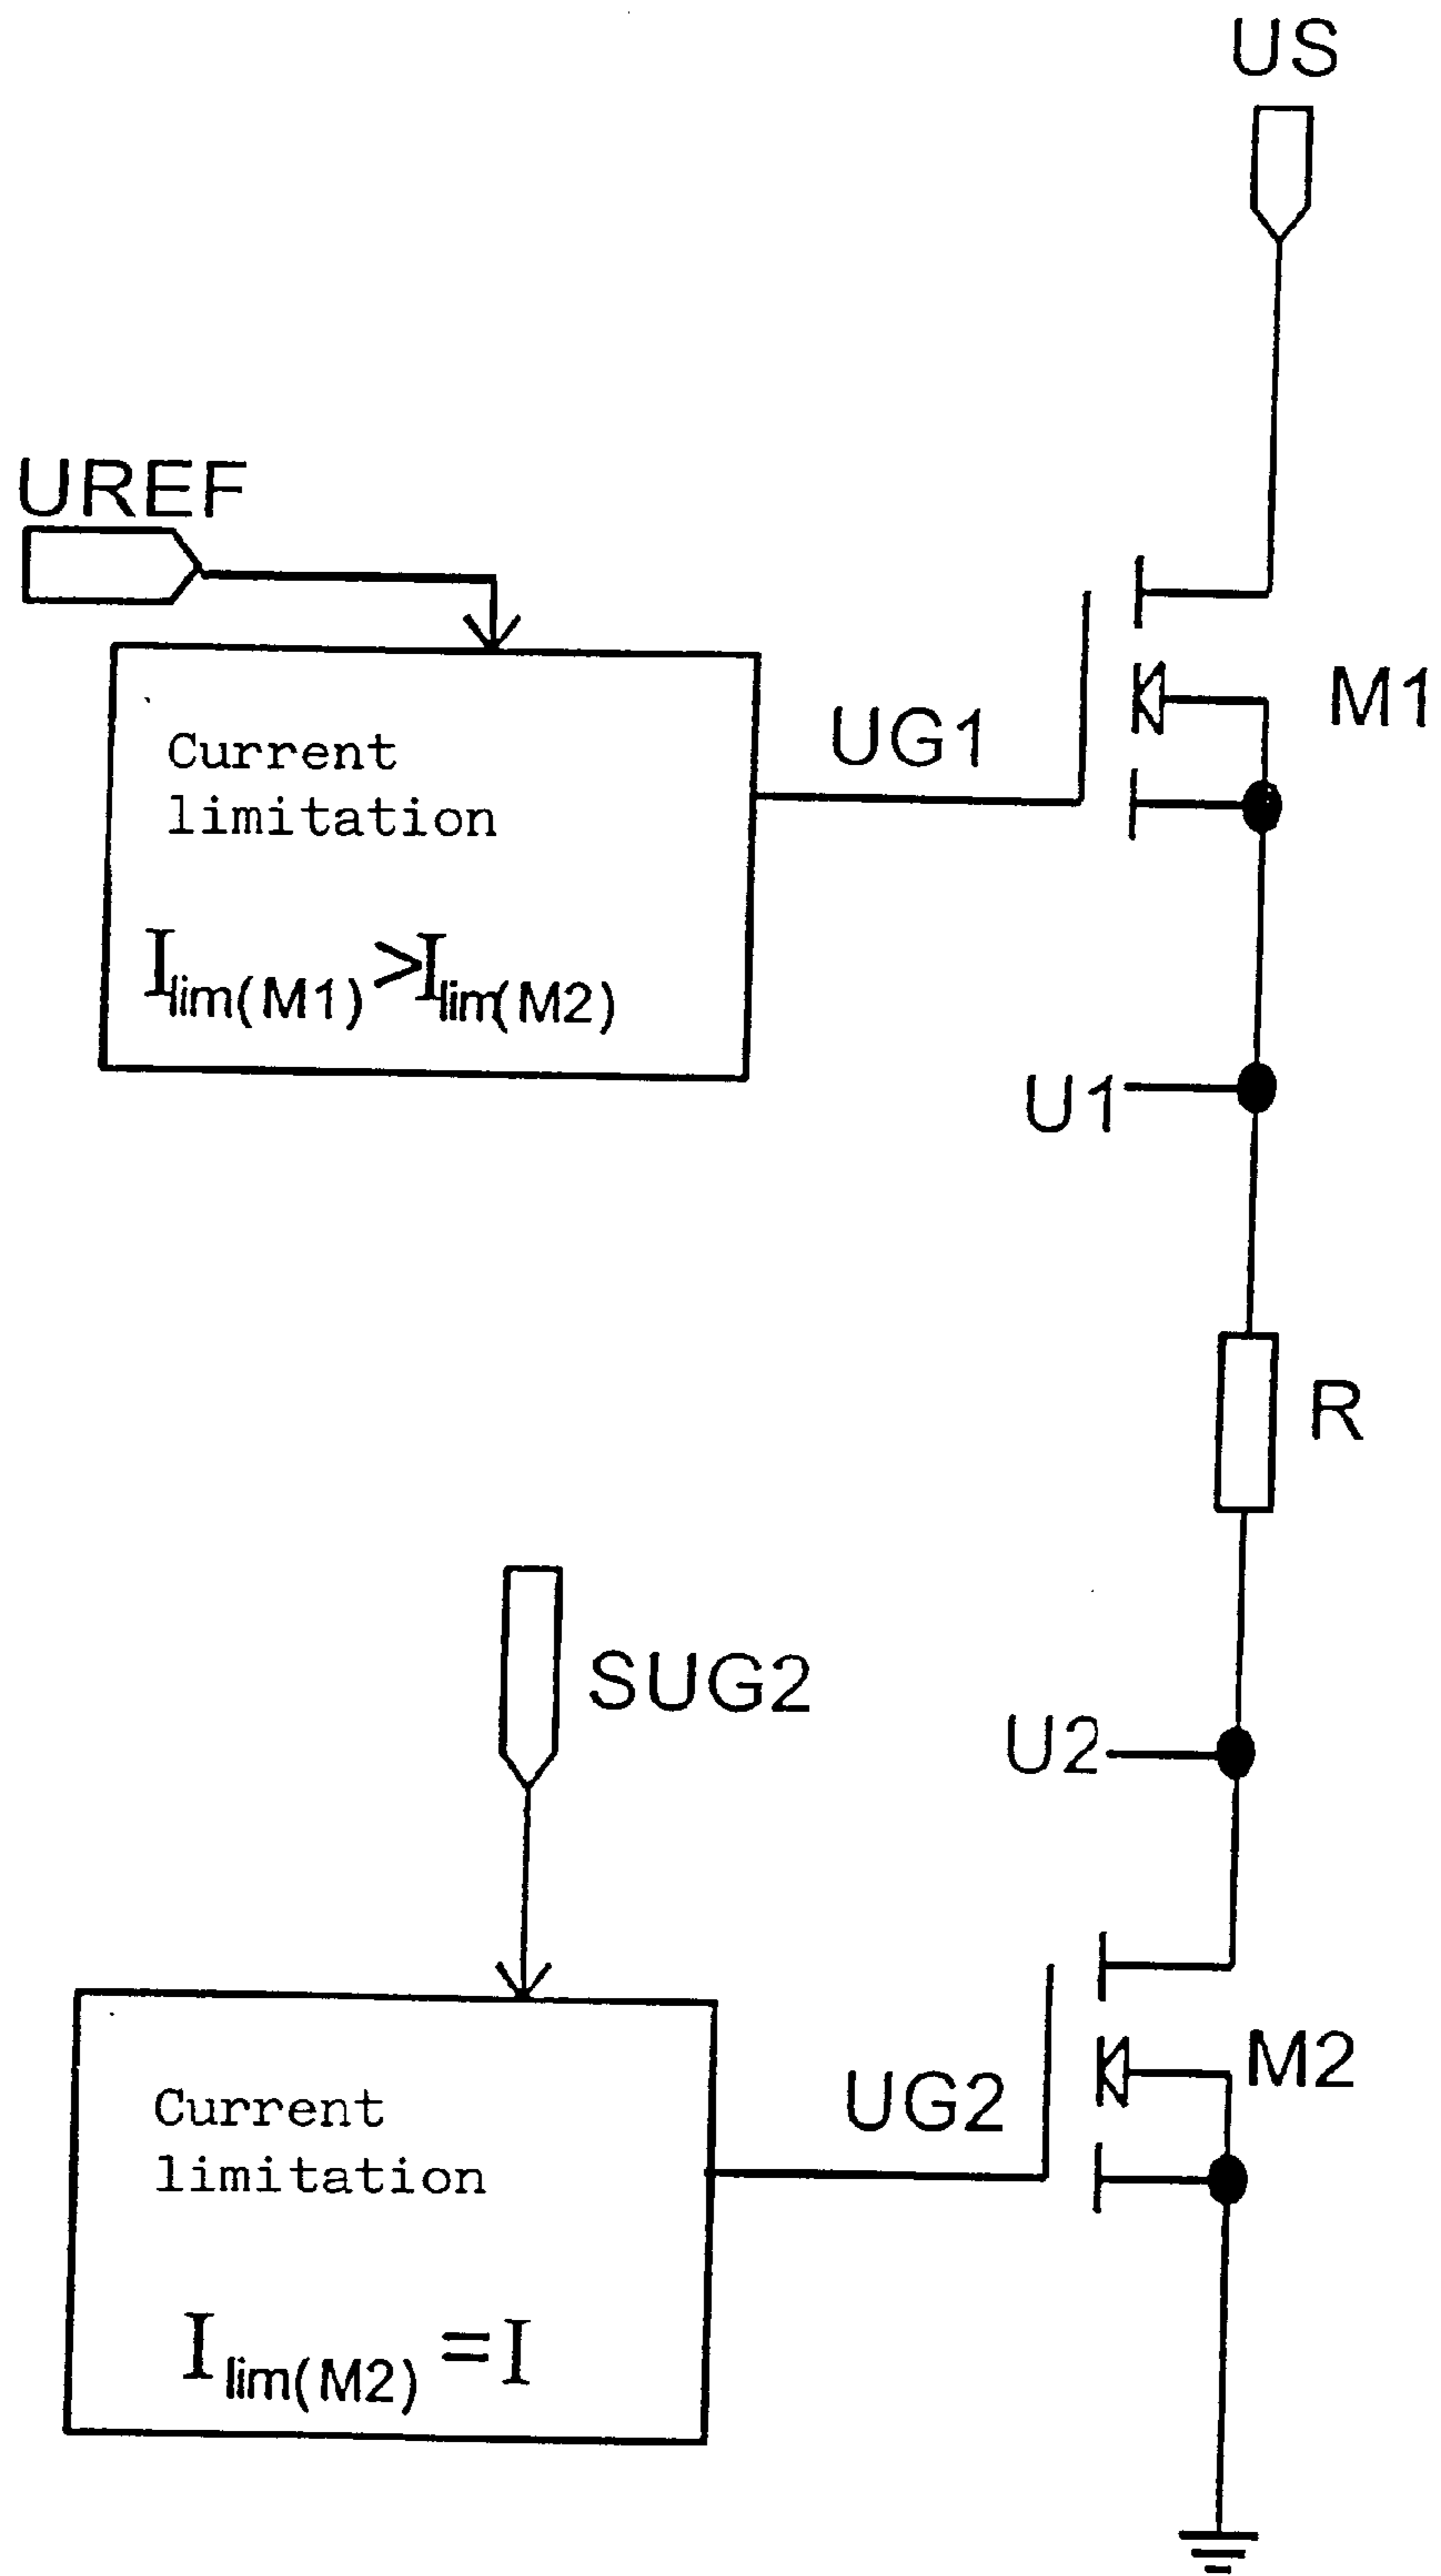 US
UREF
Current
limitation
UG1
M1
Ilim(M1) >Ilim(M2)
U1
R
SUG2
U2
Current
limitation
UG2
M2
Ilim(M2) =I